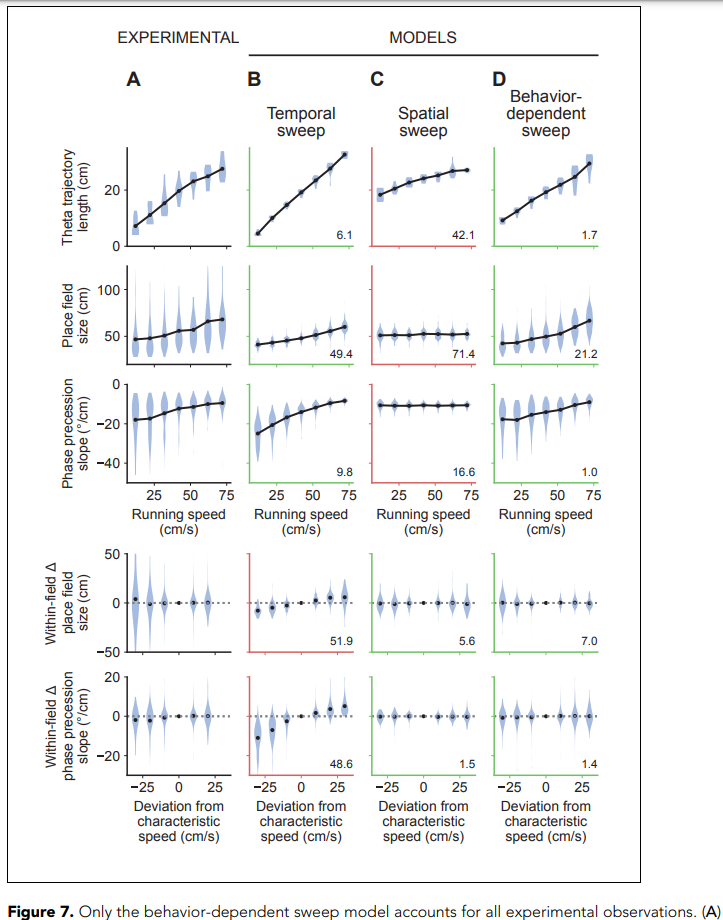 EXPERIMENTAL
MODELS
A
B
C
D
Temporal
sweep
Spatial
sweep
Behavior-
dependent
sweep
Theta trajectory
length (cm)
20
0
6.1
42.1
1.7
Place field
size (cm)
100
50
49.4
71.4
21.2
Phase precession
slope (°/cm)
0
−20
−40
9.8
16.6
1.0
25 50 75
25 50 75
25 50 75
25 50 75
Running speed
(cm/s)
Running speed
(cm/s)
Running speed
(cm/s)
Running speed
(cm/s)
Within-field Δ
place field
size (cm)
50
0
−50
51.9
5.6
7.0
Within-field Δ
phase precession
slope (°/cm)
20
0
−20
48.6
1.5
1.4
−25 0 25
−25 0 25
−25 0 25
−25 0 25
Deviation from
characteristic
speed (cm/s)
Deviation from
characteristic
speed (cm/s)
Deviation from
characteristic
speed (cm/s)
Deviation from
characteristic
speed (cm/s)
Figure 7. Only the behavior-dependent sweep model accounts for all experimental observations. (A)